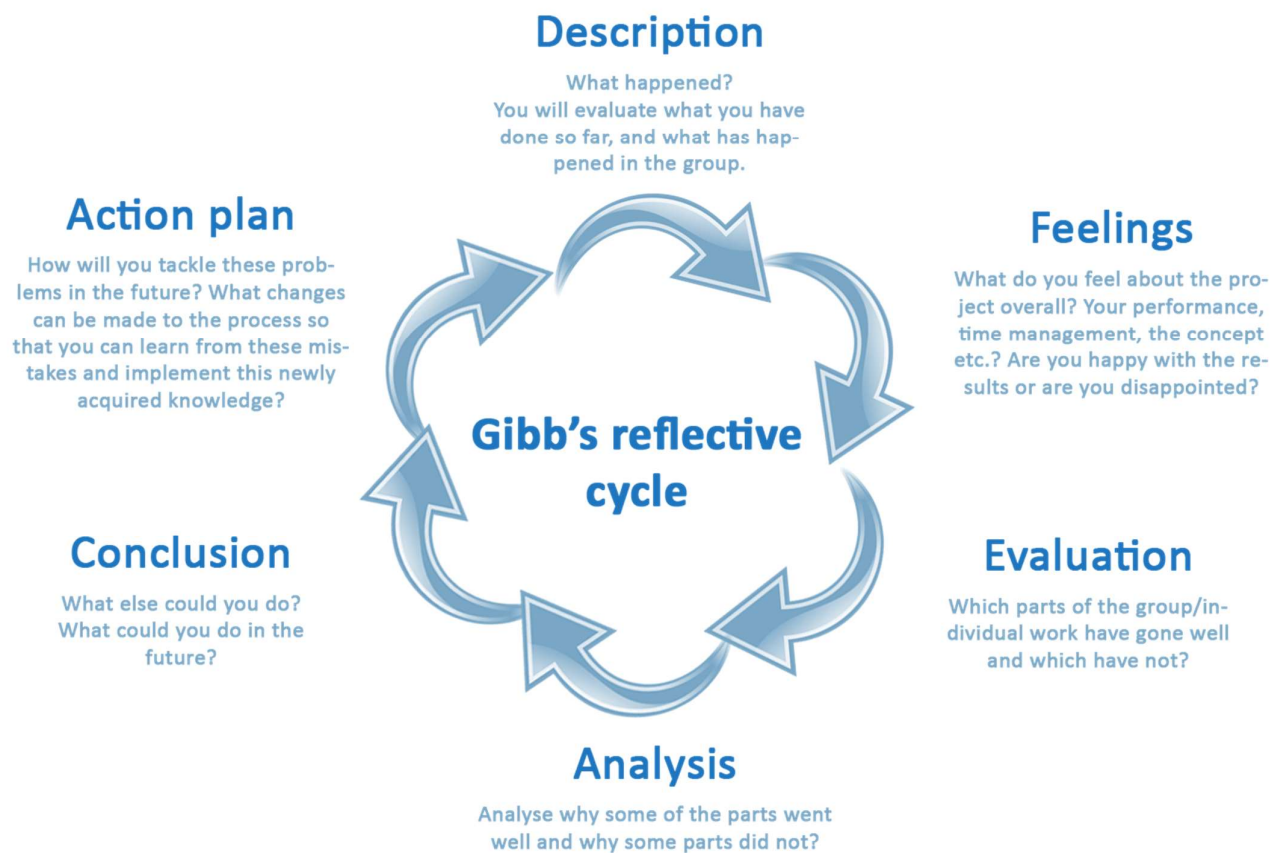 Description
What happened?
You will evaluate what you have
done so far, and what has hap-
pened in the group.
Feelings
What do you feel about the pro-
ject overall? Your performance,
time management, the concept
etc.? Are you happy with the re-
sults or are you disappointed?
Evaluation
Which parts of the group/in-
dividual work have gone well
and which have not?
Analysis
Analyse why some of the parts went
well and why some parts did not?
Conclusion
What else could you do?
What could you do in the
future?
Action plan
How will you tackle these prob-
lems in the future? What changes
can be made to the process so
that you can learn from these mis-
takes and implement this newly
acquired knowledge?
Gibb's reflective
cycle